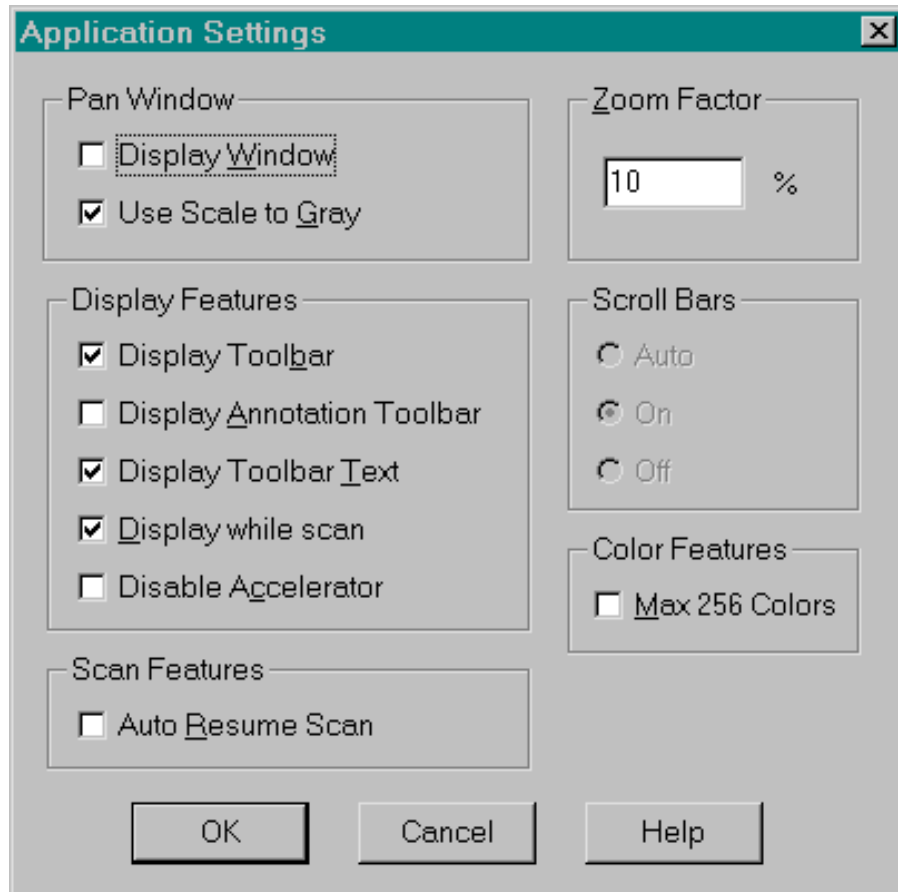 Application Settings
Pan Window
Display Window
Use Scale to Gray
Zoom Factor
10 %
Display Features
Display Toolbar
Display Annotation Toolbar
Display Toolbar Text
Display while scan
Disable Accelerator
Scroll Bars
Auto
On
Off
Color Features
Max 256 Colors
Scan Features
Auto Resume Scan
OK Cancel Help